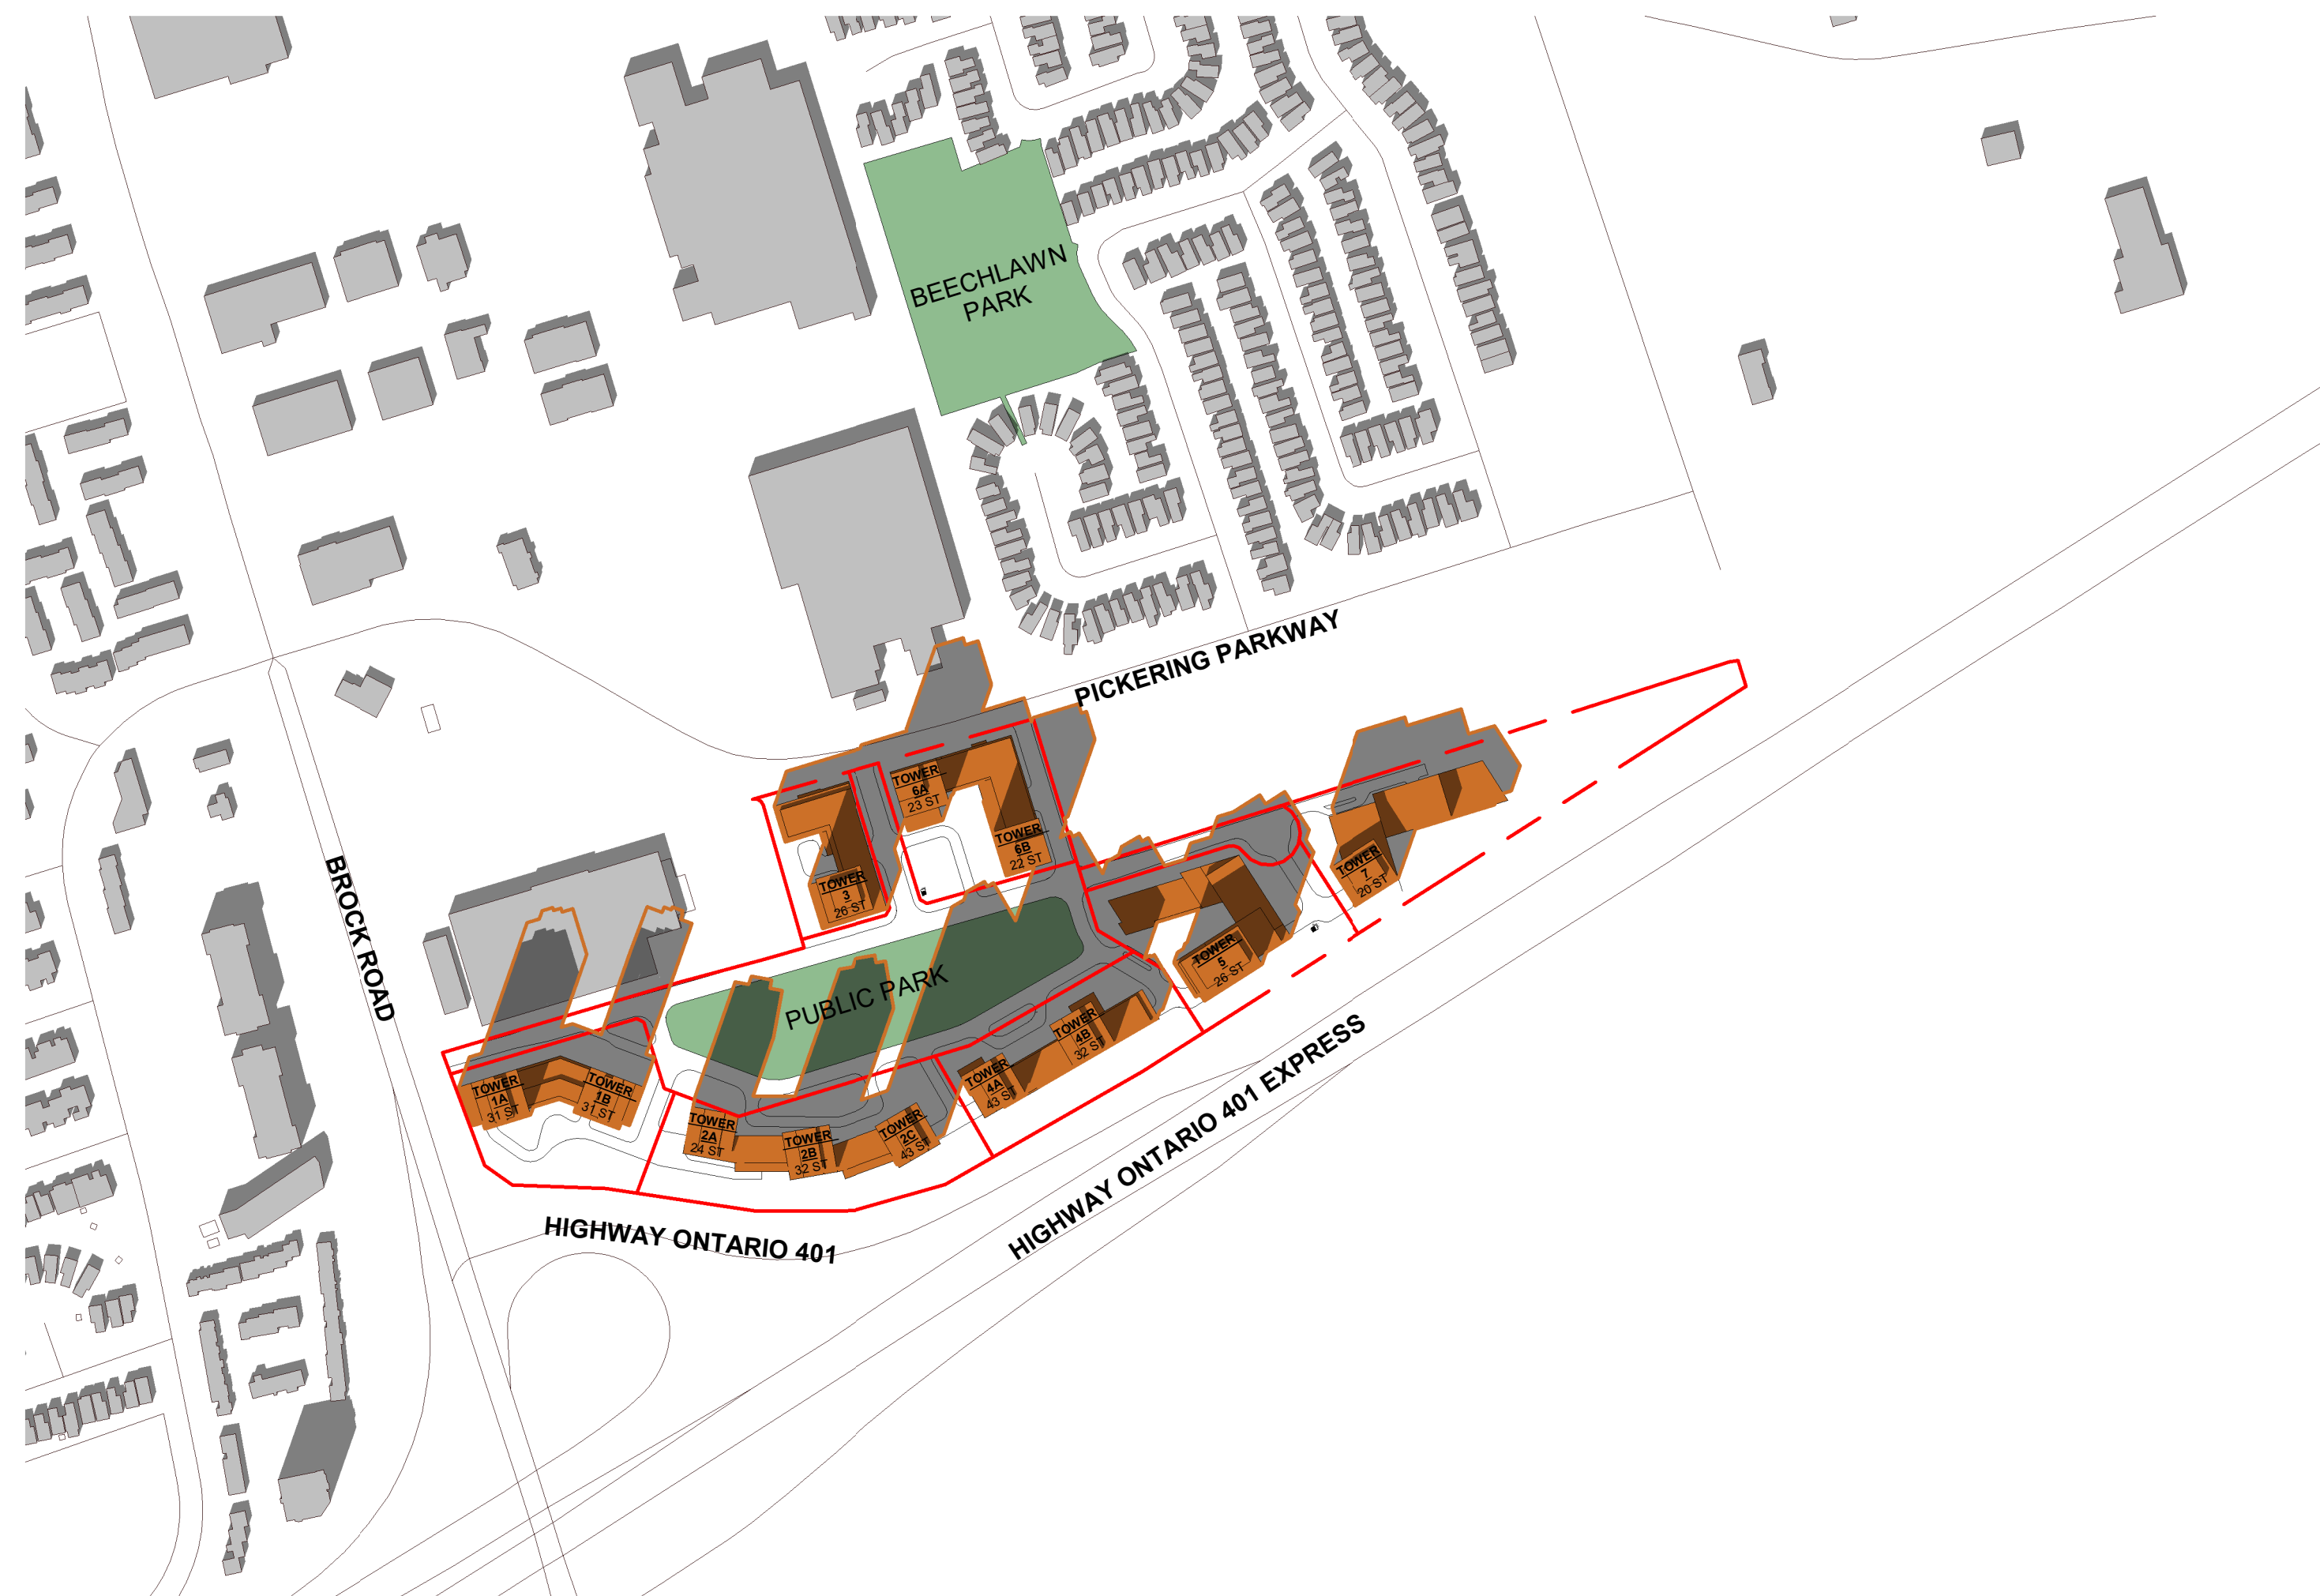 BEECHLAWN
PARK
PICKERING PARKWAY
BROCK ROAD
TOWER
6A
23 ST
TOWER
6B
22 ST
TOWER
3
26 ST
TOWER
7
20 ST
TOWER
5
26 ST
PUBLIC PARK
TOWER
4B
32 ST
TOWER
4A
43 ST
TOWER
1A
31 ST
TOWER
1B
31 ST
TOWER
2A
24 ST
TOWER
2B
32 ST
TOWER
2C
43 ST
HIGHWAY ONTARIO 401
HIGHWAY ONTARIO 401 EXPRESS